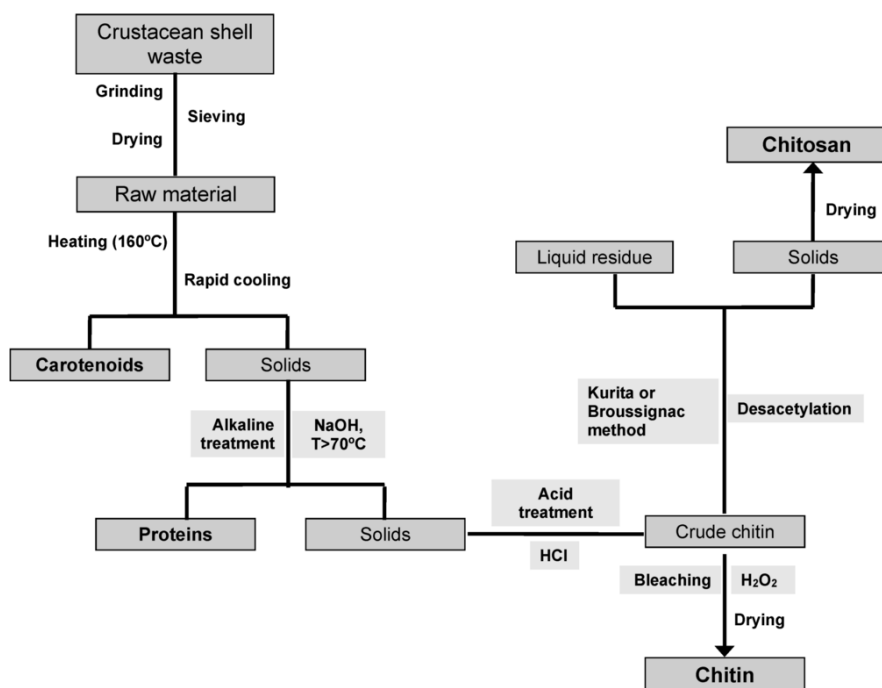 Crustacean shell
waste
Grinding
Sieving
Drying
Raw material
Heating (160ºC)
Rapid cooling
Carotenoids
Solids
Alkaline
treatment
NaOH,
T>70ºC
Proteins
Solids
Acid
treatment
HCl
Crude chitin
Bleaching
H₂O₂
Drying
Chitin
Kurita or
Broussignac
method
Desacetylation
Liquid residue
Solids
Drying
Chitosan